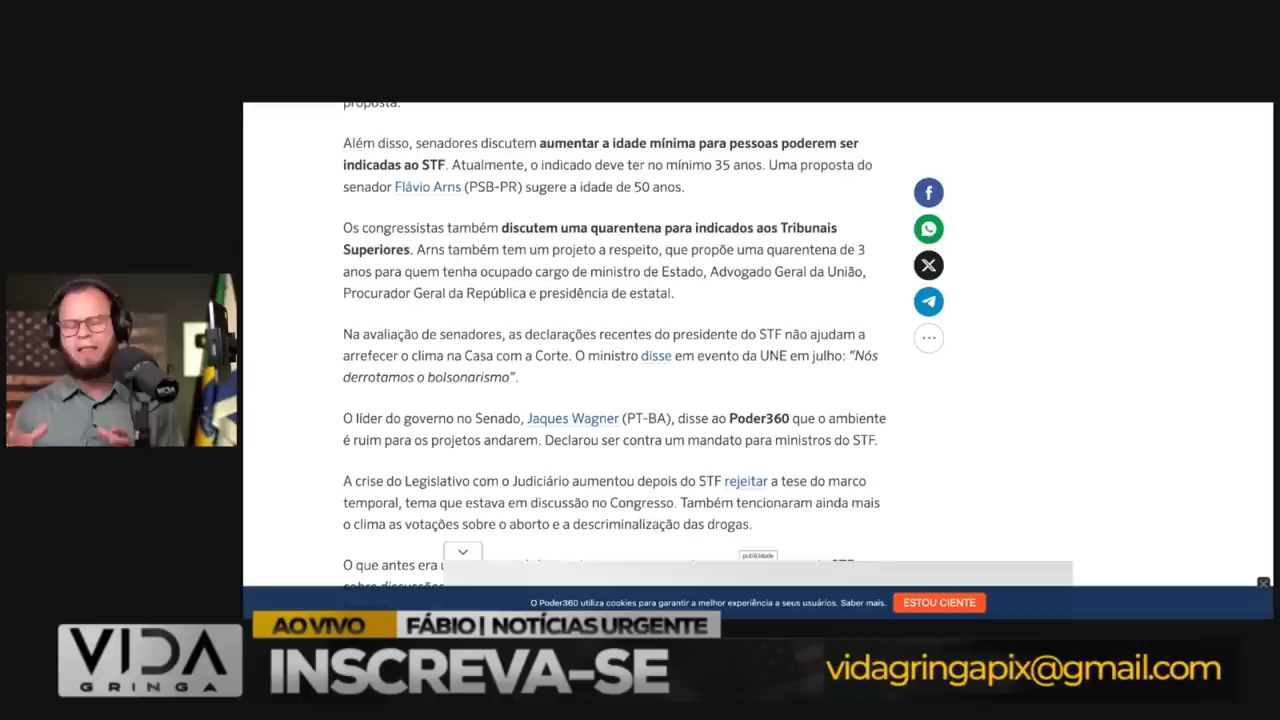 proposta.
Além disso, senadores discutem aumentar a idade mínima para pessoas poderem ser
indicadas ao STF. Atualmente, o indicado deve ter no mínimo 35 anos. Uma proposta do
senador Flávio Arns (PSB-PR) sugere a idade de 50 anos.
Os congressistas também discutem uma quarentena para indicados aos Tribunais
Superiores. Arns também tem um projeto a respeito, que propõe uma quarentena de 3
anos para quem tenha ocupado cargo de ministro de Estado, Advogado Geral da União,
Procurador Geral da República e presidência de estatal.
Na avaliação de senadores, as declarações recentes do presidente do STF não ajudam a
arrefecer o clima na Casa com a Corte. O ministro disse em evento da UNE em julho: “Nós
derrotamos o bolsonarismo”.
O líder do governo no Senado, Jaques Wagner (PT-BA), disse ao Poder360 que o ambiente
é ruim para os projetos andarem. Declarou ser contra um mandato para ministros do STF.
A crise do Legislativo com o Judiciário aumentou depois do STF rejeitar a tese do marco
temporal, tema que estava em discussão no Congresso. Também tencionaram ainda mais
o clima as votações sobre o aborto e a descriminalização das drogas.
publicidade
O que antes era
O Poder360 utiliza cookies para garantir a melhor experiência a seus usuários. Saber mais.
ESTOU CIENTE
AO VIVO
FÁBIO | NOTÍCIAS URGENTE
VIDA
GRINGA
INSCREVA-SE
vidagringapix@gmail.com
VIDA